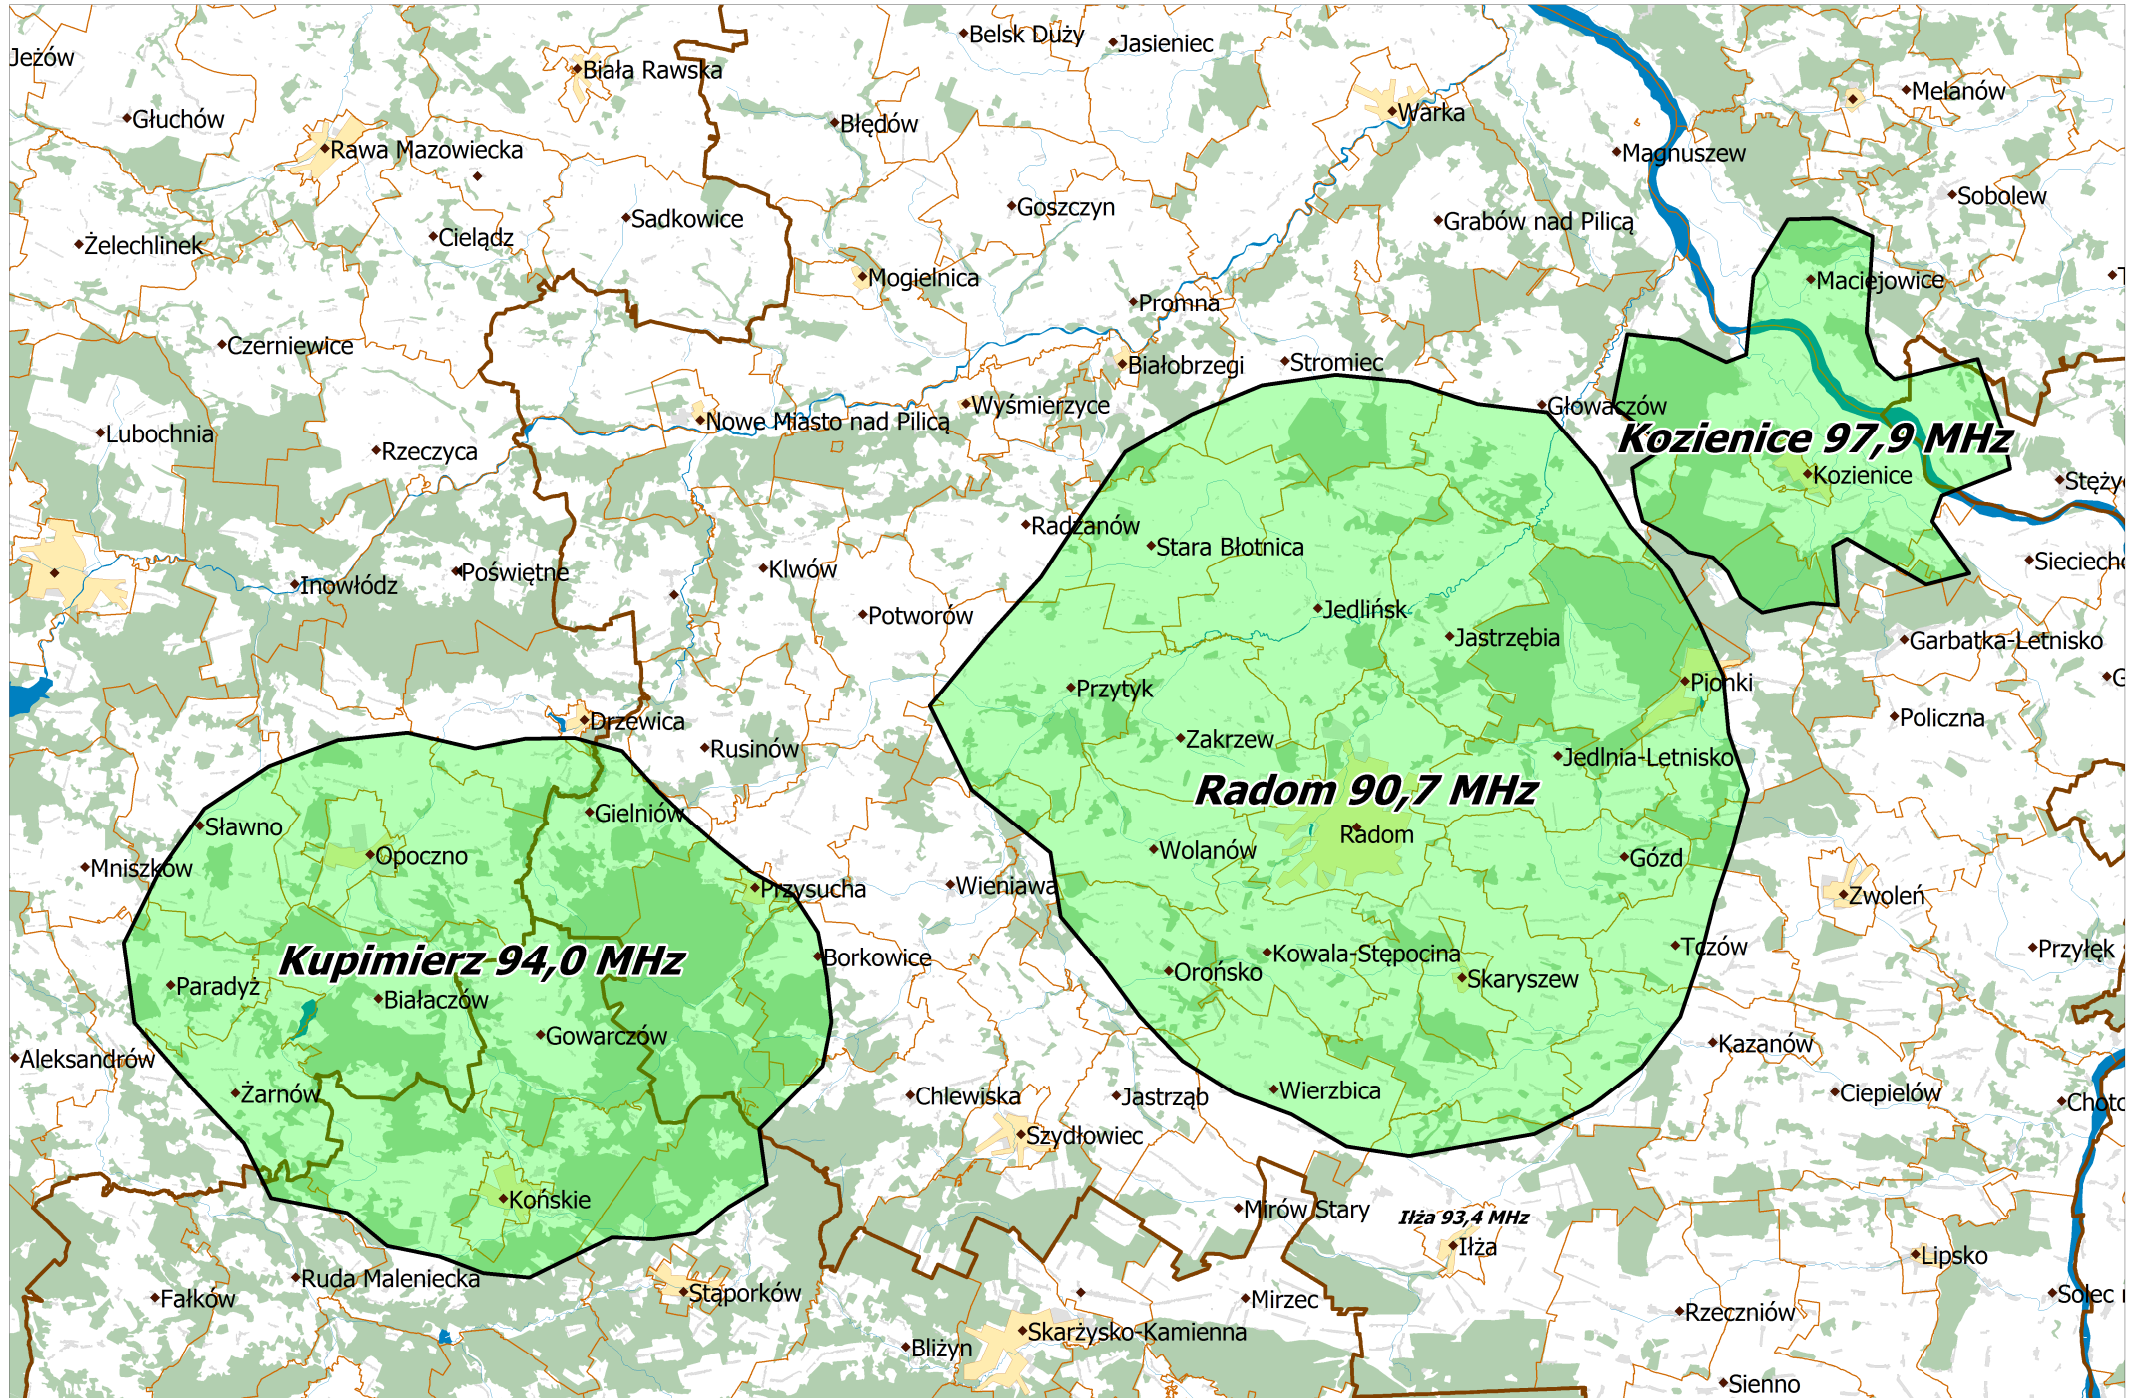 Belsk Duży
Jasieniec
Jeżów
Biała Rawska
Melanów
Głuchów
Błędów
Warka
Rawa Mazowiecka
Magnuszew
Sobolew
Goszczyn
Sadkowice
Grabów nad Pilicą
Cielądz
Żelechlinek
Mogielnica
Maciejowice
T
Promna
Czerniewice
Białobrzegi
Stromiec
Wyśmierzyce
Głowaczów
Nowe Miasto nad Pilicą
Lubochnia
Kozienice 97,9 MHz
Rzeczyca
Kozienice
Stęży
Radzanów
Stara Błotnica
Sieciech
Poświętne
Klwów
Inowłódz
Potworów
Jedlińsk
Jastrzębia
Garbatka-Letnisko
G
Przytyk
Pionki
Drzewica
Policzna
Rusinów
Zakrzew
Jedlnia-Letnisko
Radom 90,7 MHz
Gielniów
Sławno
Radom
Opoczno
Wolanów
Gózd
Mniszków
Przysucha
Wieniawa
Zwoleń
Tczów
Przyłęk
Kupimierz 94,0 MHz
Borkowice
Kowala-Stępocina
Orońsko
Skaryszew
Paradyż
Białaczów
Gowarczów
Kazanów
Aleksandrów
Żarnów
Chlewiska
Jastrząb
Wierzbica
Ciepielów
Chotc
Szydłowiec
Końskie
Mirów Stary
Iłża 93,4 MHz
Iłża
Lipsko
Ruda Maleniecka
Stąporków
Fałków
Mirzec
Solec
Rzeczniów
Skarżysko-Kamienna
Bliżyn
Sienno